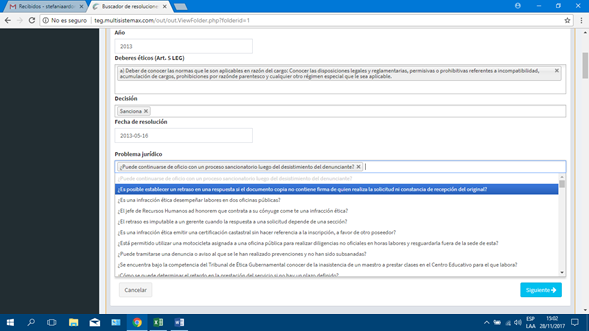 Recibidos - stefaniaardo
Buscador de resolucione
No es seguro | teg.multisistemax.com/out/out.ViewFolder.php?folderid=1
Año
2013
Deberes éticos (Art. 5 LEG)
a) Deber de conocer las normas que le son aplicables en razón del cargo: Conocer las disposiciones legales y reglamentarias, permisivas o prohibitivas referentes a incompatibilidad,
acumulación de cargos, prohibiciones por razónde parentesco y cualquier otro régimen especial que le sea aplicable.
Decisión
Sanciona
Fecha de resolución
2013-05-16
Problema jurídico
¿Puede continuarse de oficio con un proceso sancionatorio luego del desistimiento del denunciante?
¿Puede continuarse de oficio con un proceso sancionatorio luego del desistimiento del denunciante?
¿Es posible establecer un retraso en una respuesta si el documento copia no contiene firma de quien realiza la solicitud ni constancia de recepción del original?
¿Es una infracción ética desempeñar labores en dos oficinas públicas?
¿El jefe de Recursos Humanos ad honorem que contrata a su cónyuge comete una infracción ética?
¿El retraso es imputable a un gerente cuando la respuesta a una solicitud depende de una sección?
¿Es una infracción ética emitir una certificación catastral sin hacer referencia a la inscripción, a favor de otro poseedor?
¿Está permitido utilizar una motocicleta asignada a una oficina pública para realizar diligencias no oficiales en horas labores y resguardarla fuera de la sede de esta?
¿Puede tramitarse una denuncia o aviso al que se le han realizado prevenciones y no han sido subsanadas?
¿Se encuentra bajo la competencia del Tribunal de Ética Gubernamental conocer de la inasistencia de un maestro a prestar clases en el Centro Educativo para el que labora?
¿Cómo se puede determinar el retardo en la prestación del servicio si no hay un plazo definido?
Cancelar
Siguiente
ESP 15:02
LAA 28/11/2017